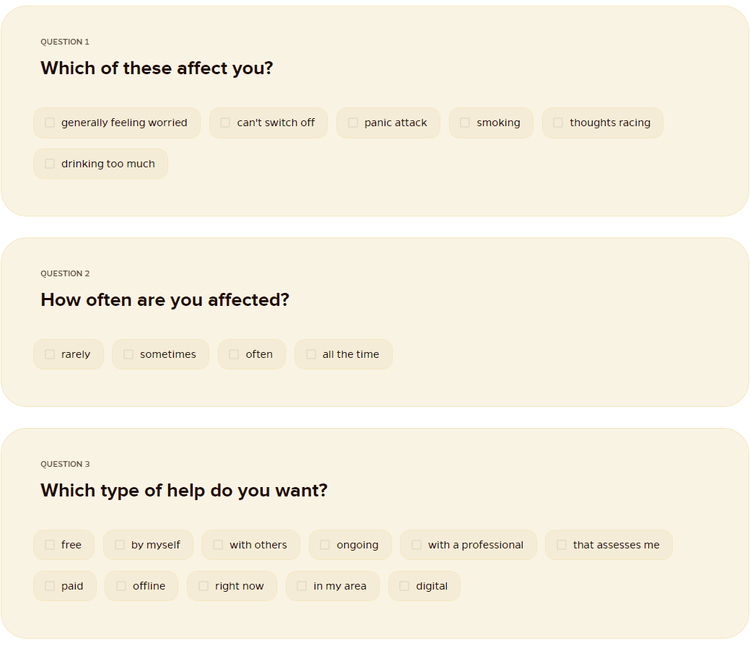 QUESTION 1
Which of these affect you?
generally feeling worried can't switch off panic attack smoking thoughts racing
drinking too much
QUESTION 2
How often are you affected?
rarely sometimes often all the time
QUESTION 3
Which type of help do you want?
free by myself with others ongoing with a professional that assesses me
paid offline right now in my area digital